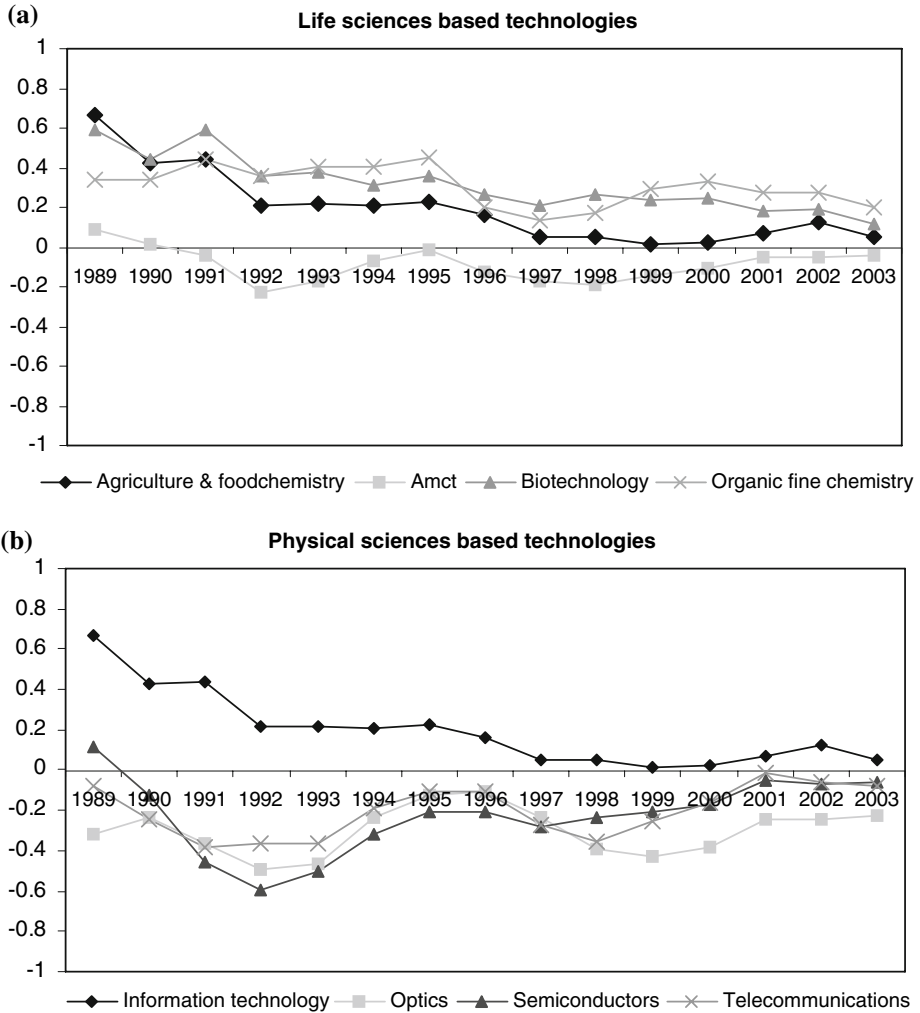 (a)
Life sciences based technologies
1
0.8
0.6
0.4
0.2
0
1989 1990 1991 1992 1993 1994 1995 1996 1997 1998 1999 2000 2001 2002 2003
-0.2
-0.4
-0.6
-0.8
-1
Agriculture & foodchemistry Amct Biotechnology Organic fine chemistry
(b)
Physical sciences based technologies
1
0.8
0.6
0.4
0.2
0
1989 1990 1991 1992 1993 1994 1995 1996 1997 1998 1999 2000 2001 2002 2003
-0.2
-0.4
-0.6
-0.8
-1
Information technology Optics Semiconductors Telecommunications